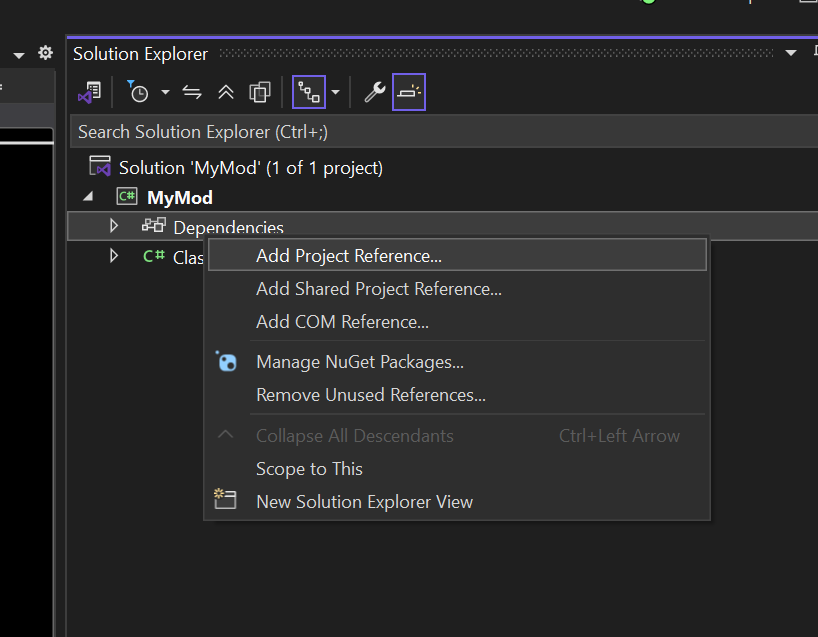 Solution Explorer
Search Solution Explorer (Ctrl+;)
Solution 'MyMod' (1 of 1 project)
C# MyMod
Dependencies
C# Clas
Add Project Reference...
Add Shared Project Reference...
Add COM Reference...
Manage NuGet Packages...
Remove Unused References...
Collapse All Descendants Ctrl+Left Arrow
Scope to This
New Solution Explorer View